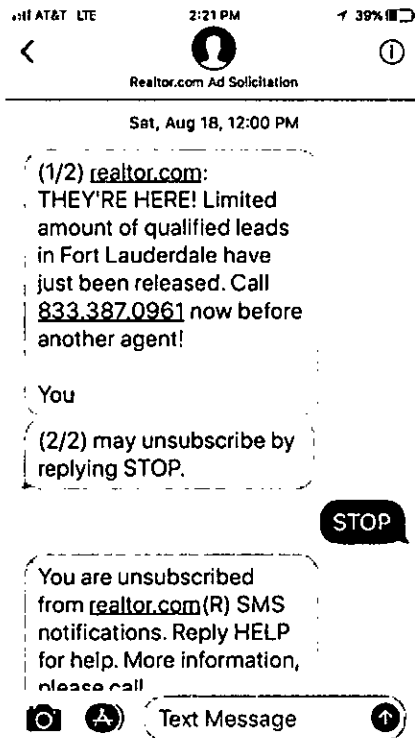 AT&T LTE 2:21 PM 39%
Realtor.com Ad Solicitation
Sat, Aug 18, 12:00 PM
(1/2) realtor.com:
THEY'RE HERE! Limited
amount of qualified leads
in Fort Lauderdale have
just been released. Call
833.387.0961 now before
another agent!
You
(2/2) may unsubscribe by
replying STOP.
STOP
You are unsubscribed
from realtor.com(R) SMS
notifications. Reply HELP
for help. More information,
please call
Text Message